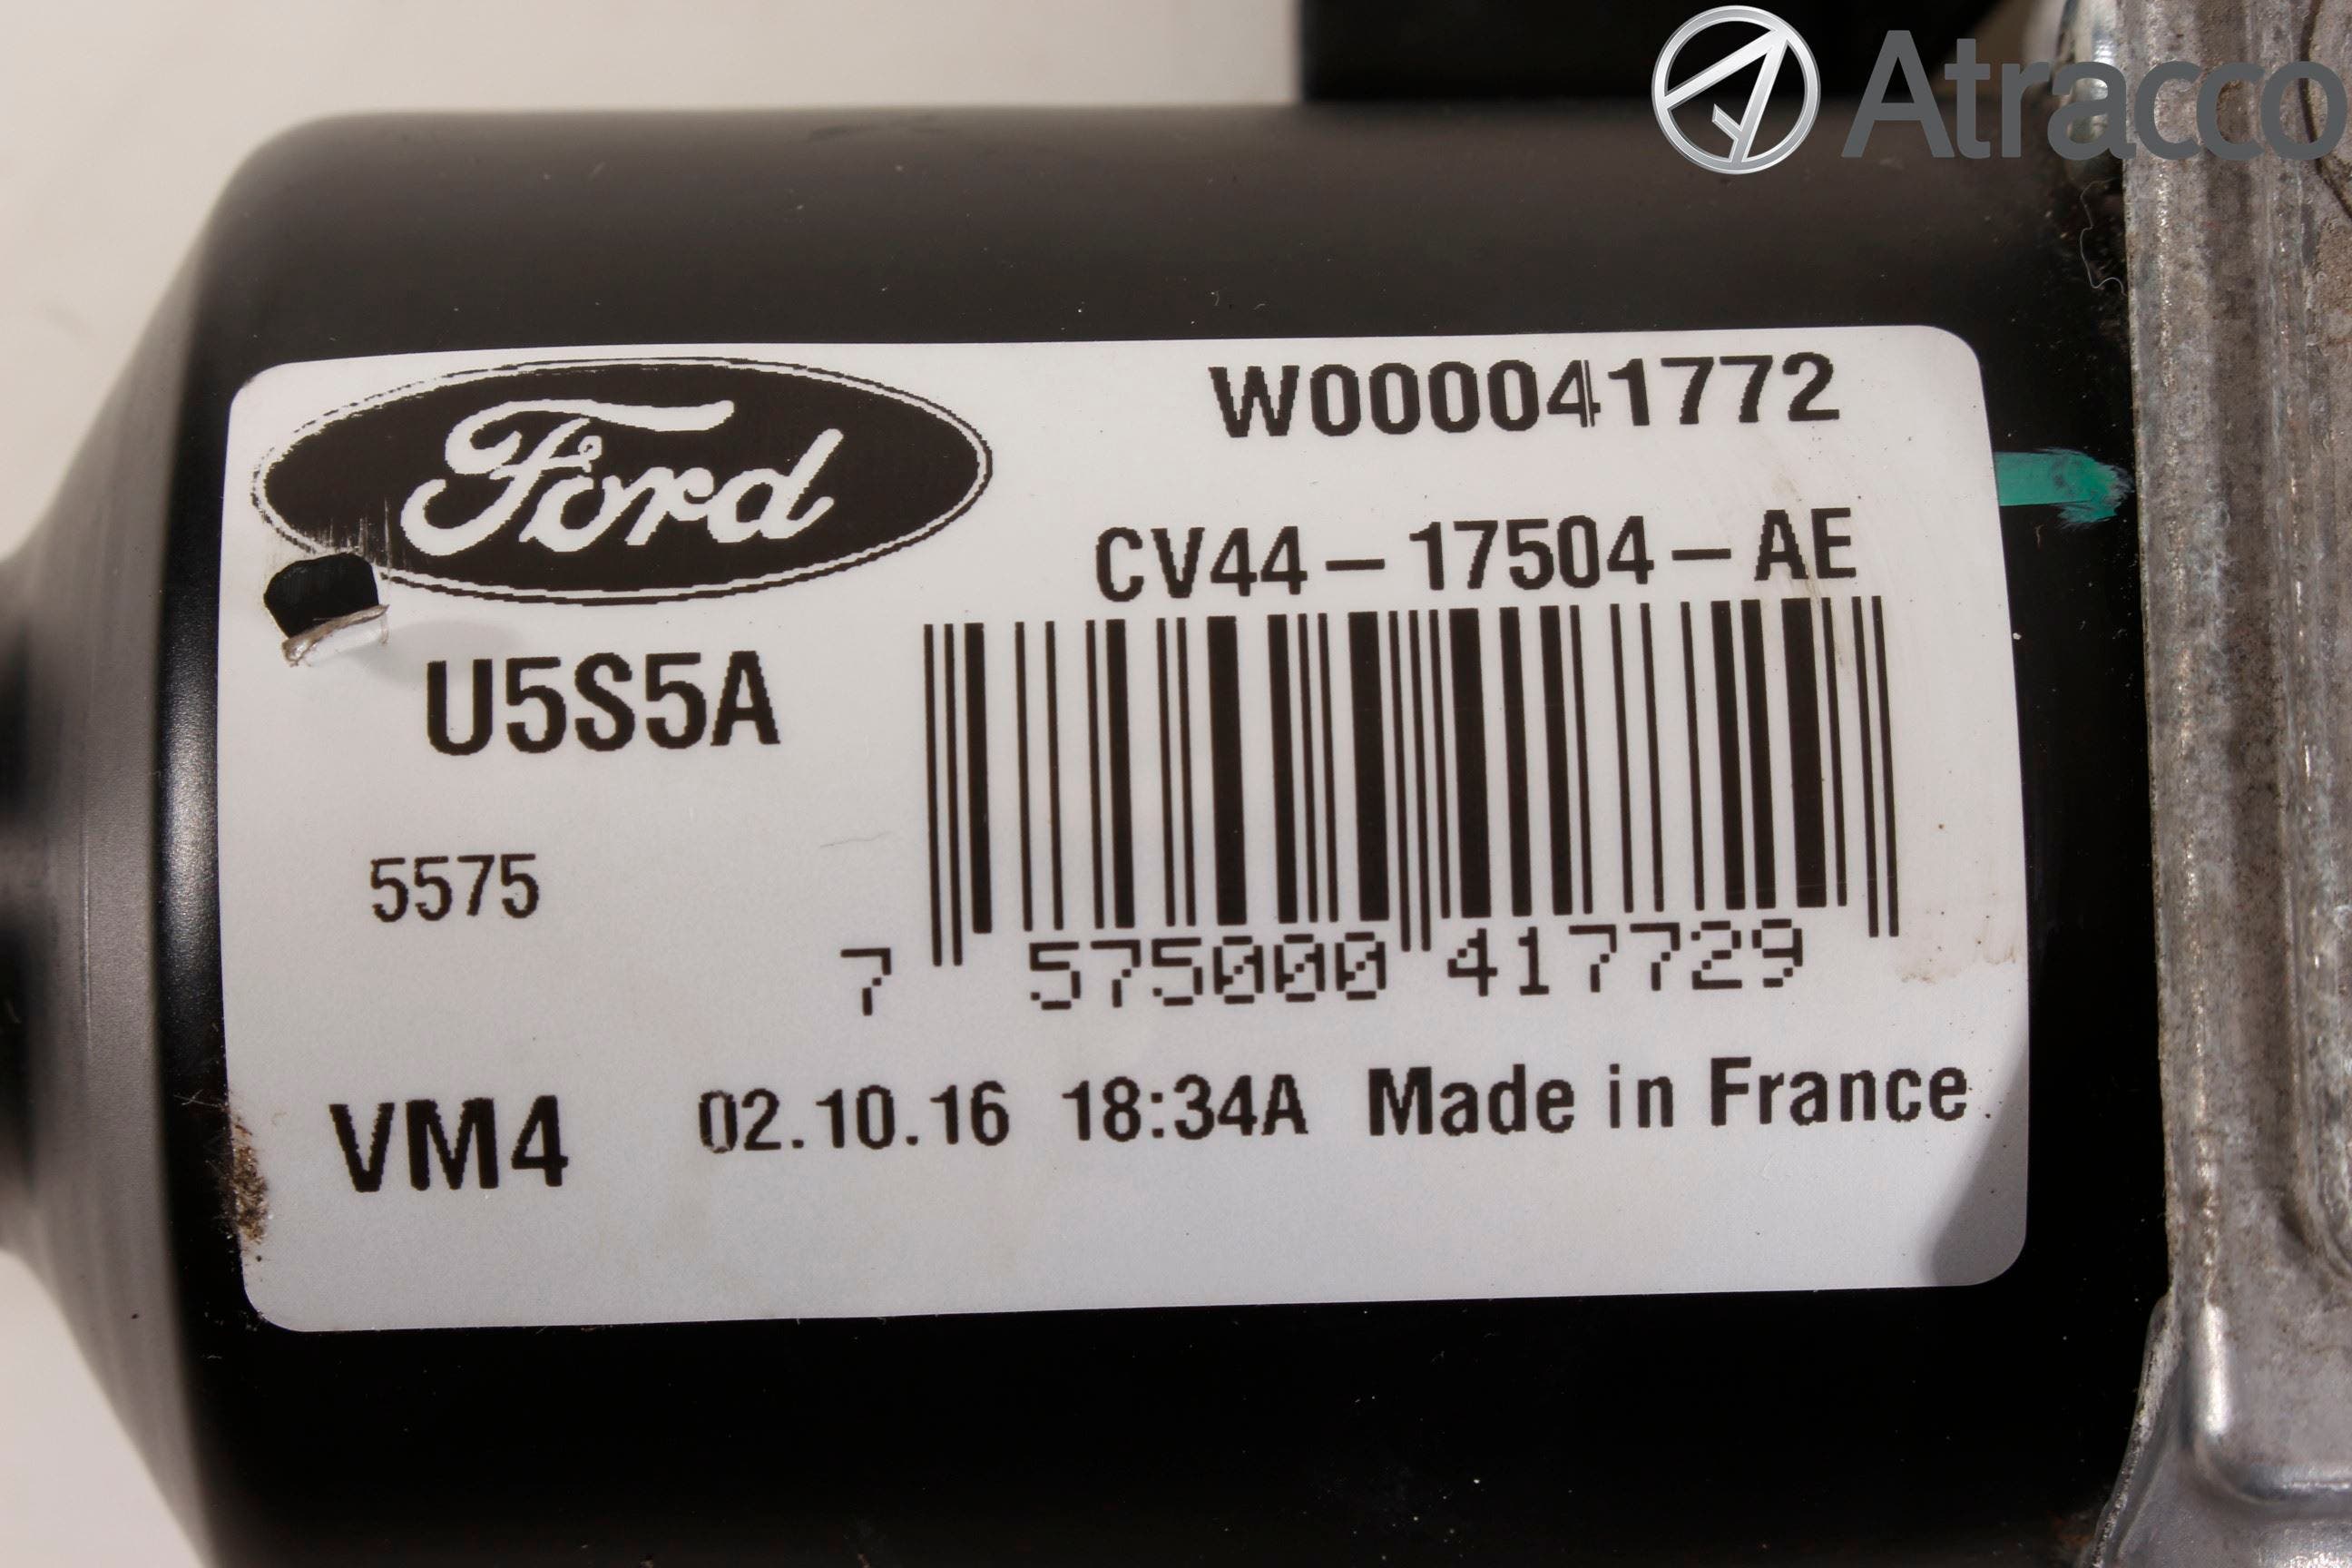 Atracco
Ford
W000041772
CV44-17504-AE
U5S5A
5575
7 575000 417729
VM4 02.10.16 18:34A Made in France